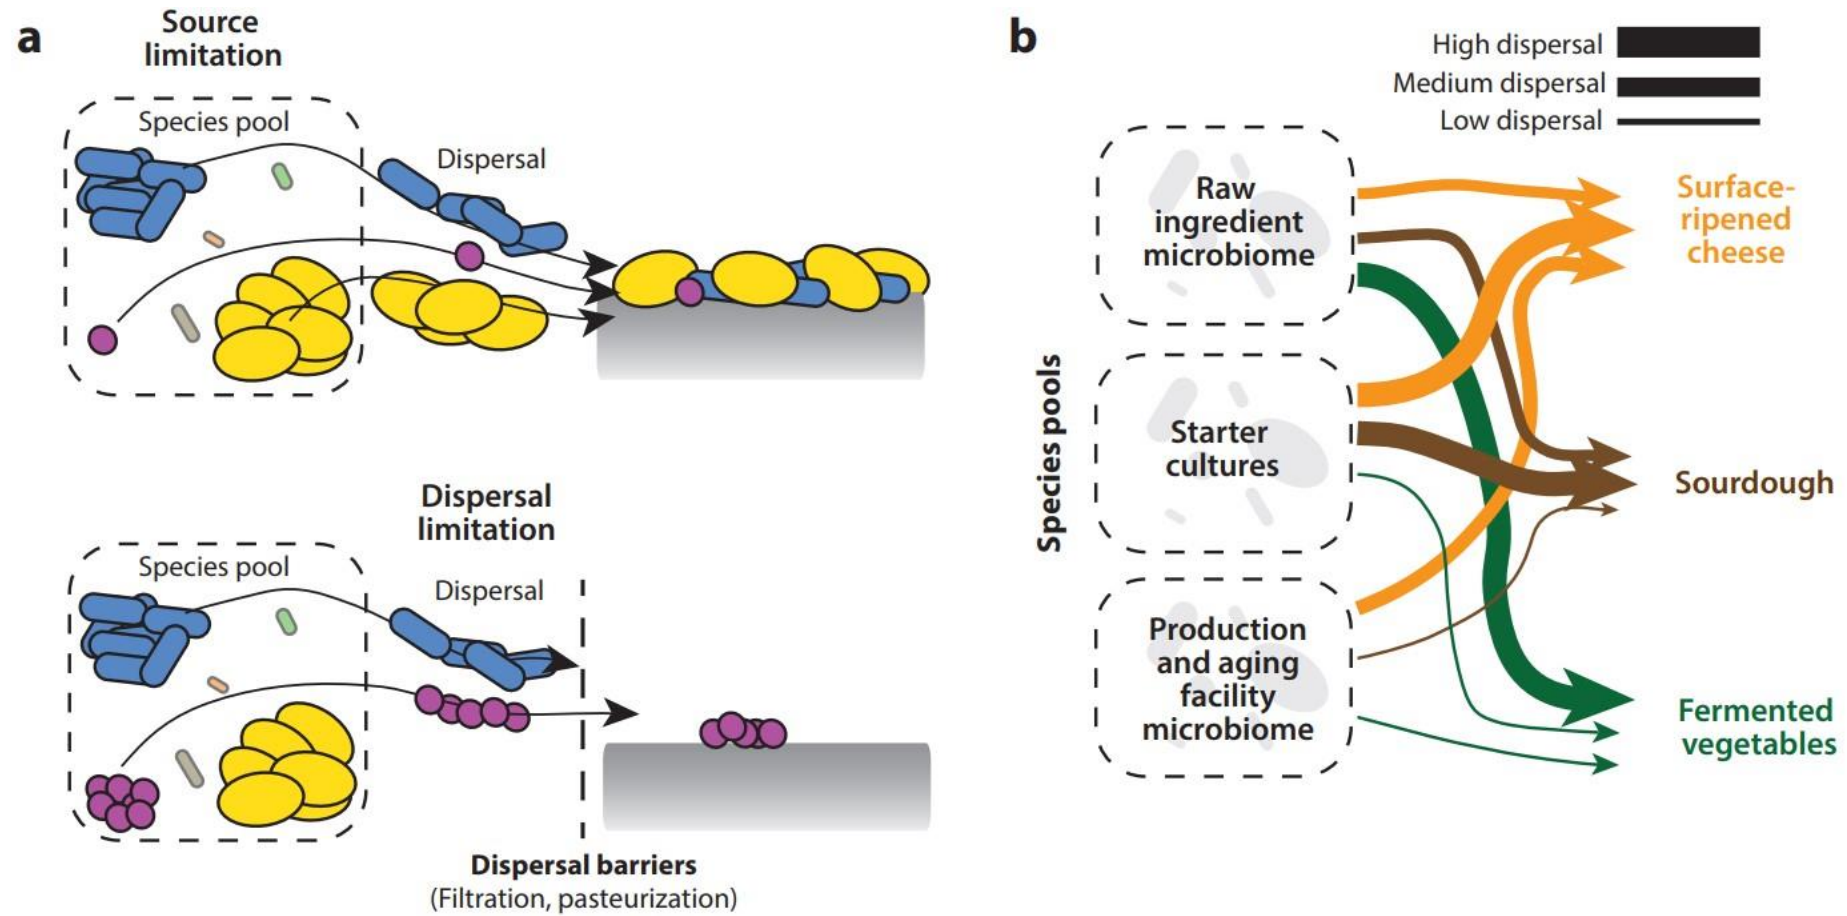 a
Source
limitation
Species pool
Dispersal
Dispersal
limitation
Species pool
Dispersal
Dispersal barriers
(Filtration, pasteurization)
b
High dispersal
Medium dispersal
Low dispersal
Species pools
Raw
ingredient
microbiome
Starter
cultures
Production
and aging
facility
microbiome
Surface-
ripened
cheese
Sourdough
Fermented
vegetables